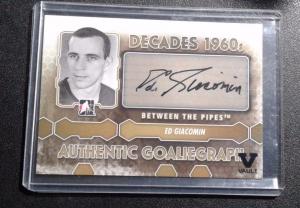 DECADES 1960s
Ed Giacomin
BETWEEN THE PIPES™
ED GIACOMIN
AUTHENTIC GOALIEGRAPH
V
VAULT